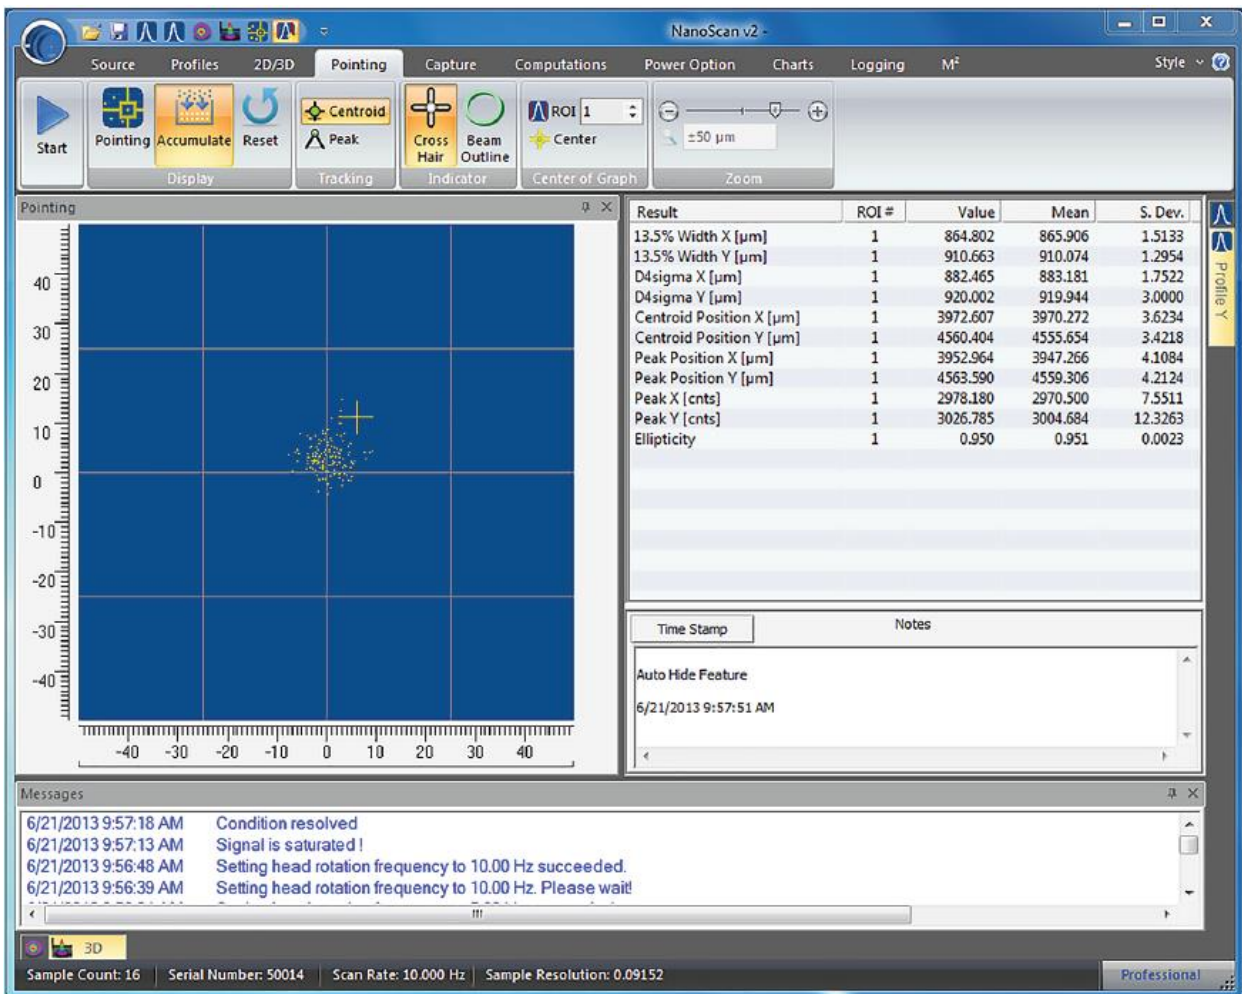 NanoScan v2 -
Source Profiles 2D/3D Pointing Capture Computations Power Option Charts Logging M² Style
Start Pointing Accumulate Reset Centroid Peak Cross Hair Beam Outline ROI 1 Center ±50 µm
Display Tracking Indicator Center of Graph Zoom
Pointing
40
30
20
10
0
-10
-20
-30
-40
-40 -30 -20 -10 0 10 20 30 40
Result ROI # Value Mean S. Dev.
13.5% Width X [µm] 1 864.802 865.906 1.5133
13.5% Width Y [µm] 1 910.663 910.074 1.2954
D4sigma X [µm] 1 882.465 883.181 1.7522
D4sigma Y [µm] 1 920.002 919.944 3.0000
Centroid Position X [µm] 1 3972.607 3970.272 3.6234
Centroid Position Y [µm] 1 4560.404 4555.654 3.4218
Peak Position X [µm] 1 3952.964 3947.266 4.1084
Peak Position Y [µm] 1 4563.590 4559.306 4.2124
Peak X [cnts] 1 2978.180 2970.500 7.5511
Peak Y [cnts] 1 3026.785 3004.684 12.3263
Ellipticity 1 0.950 0.951 0.0023
Profile Y
Time Stamp Notes
Auto Hide Feature
6/21/2013 9:57:51 AM
Messages
6/21/2013 9:57:18 AM Condition resolved
6/21/2013 9:57:13 AM Signal is saturated !
6/21/2013 9:56:48 AM Setting head rotation frequency to 10.00 Hz succeeded.
6/21/2013 9:56:39 AM Setting head rotation frequency to 10.00 Hz. Please wait!
3D
Sample Count: 16 Serial Number: 50014 Scan Rate: 10.000 Hz Sample Resolution: 0.09152 Professional